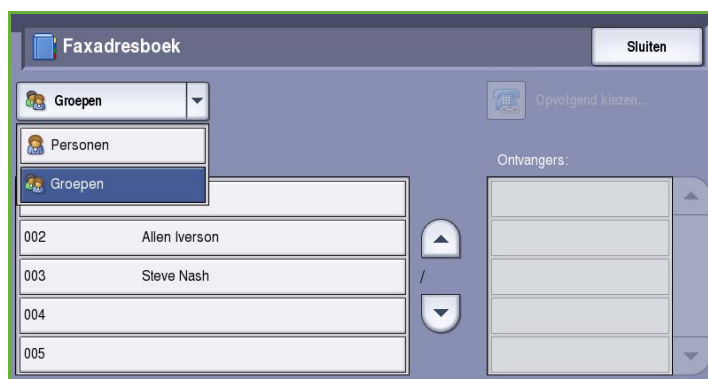 Faxadresboek
Sluiten
Groepen
Opvolgend kiezen...
Personen
Groepen
Ontvangers:
002 Allen Iverson
003 Steve Nash
/
004
005